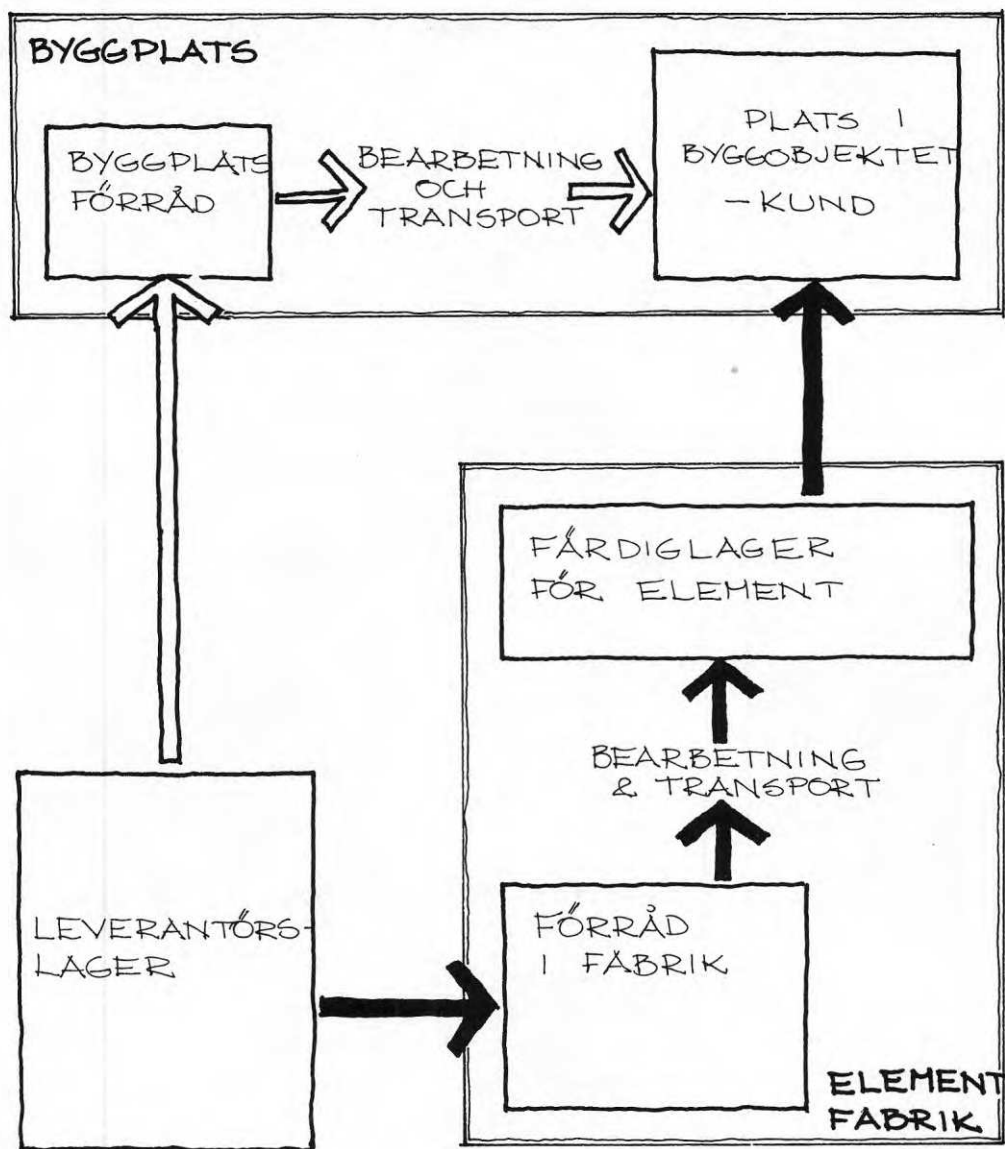 BYGGPLATS
BYGGPLATS
FÖRRÅD
BEARBETNING
OCH
TRANSPORT
PLATS I
BYGGOBJEKTET
- KUND
FÄRDIGLAGER
FÖR ELEMENT
BEARBETNING
& TRANSPORT
LEVERANTÖRS-
LAGER
FÖRRÅD
I FABRIK
ELEMENT
FABRIK